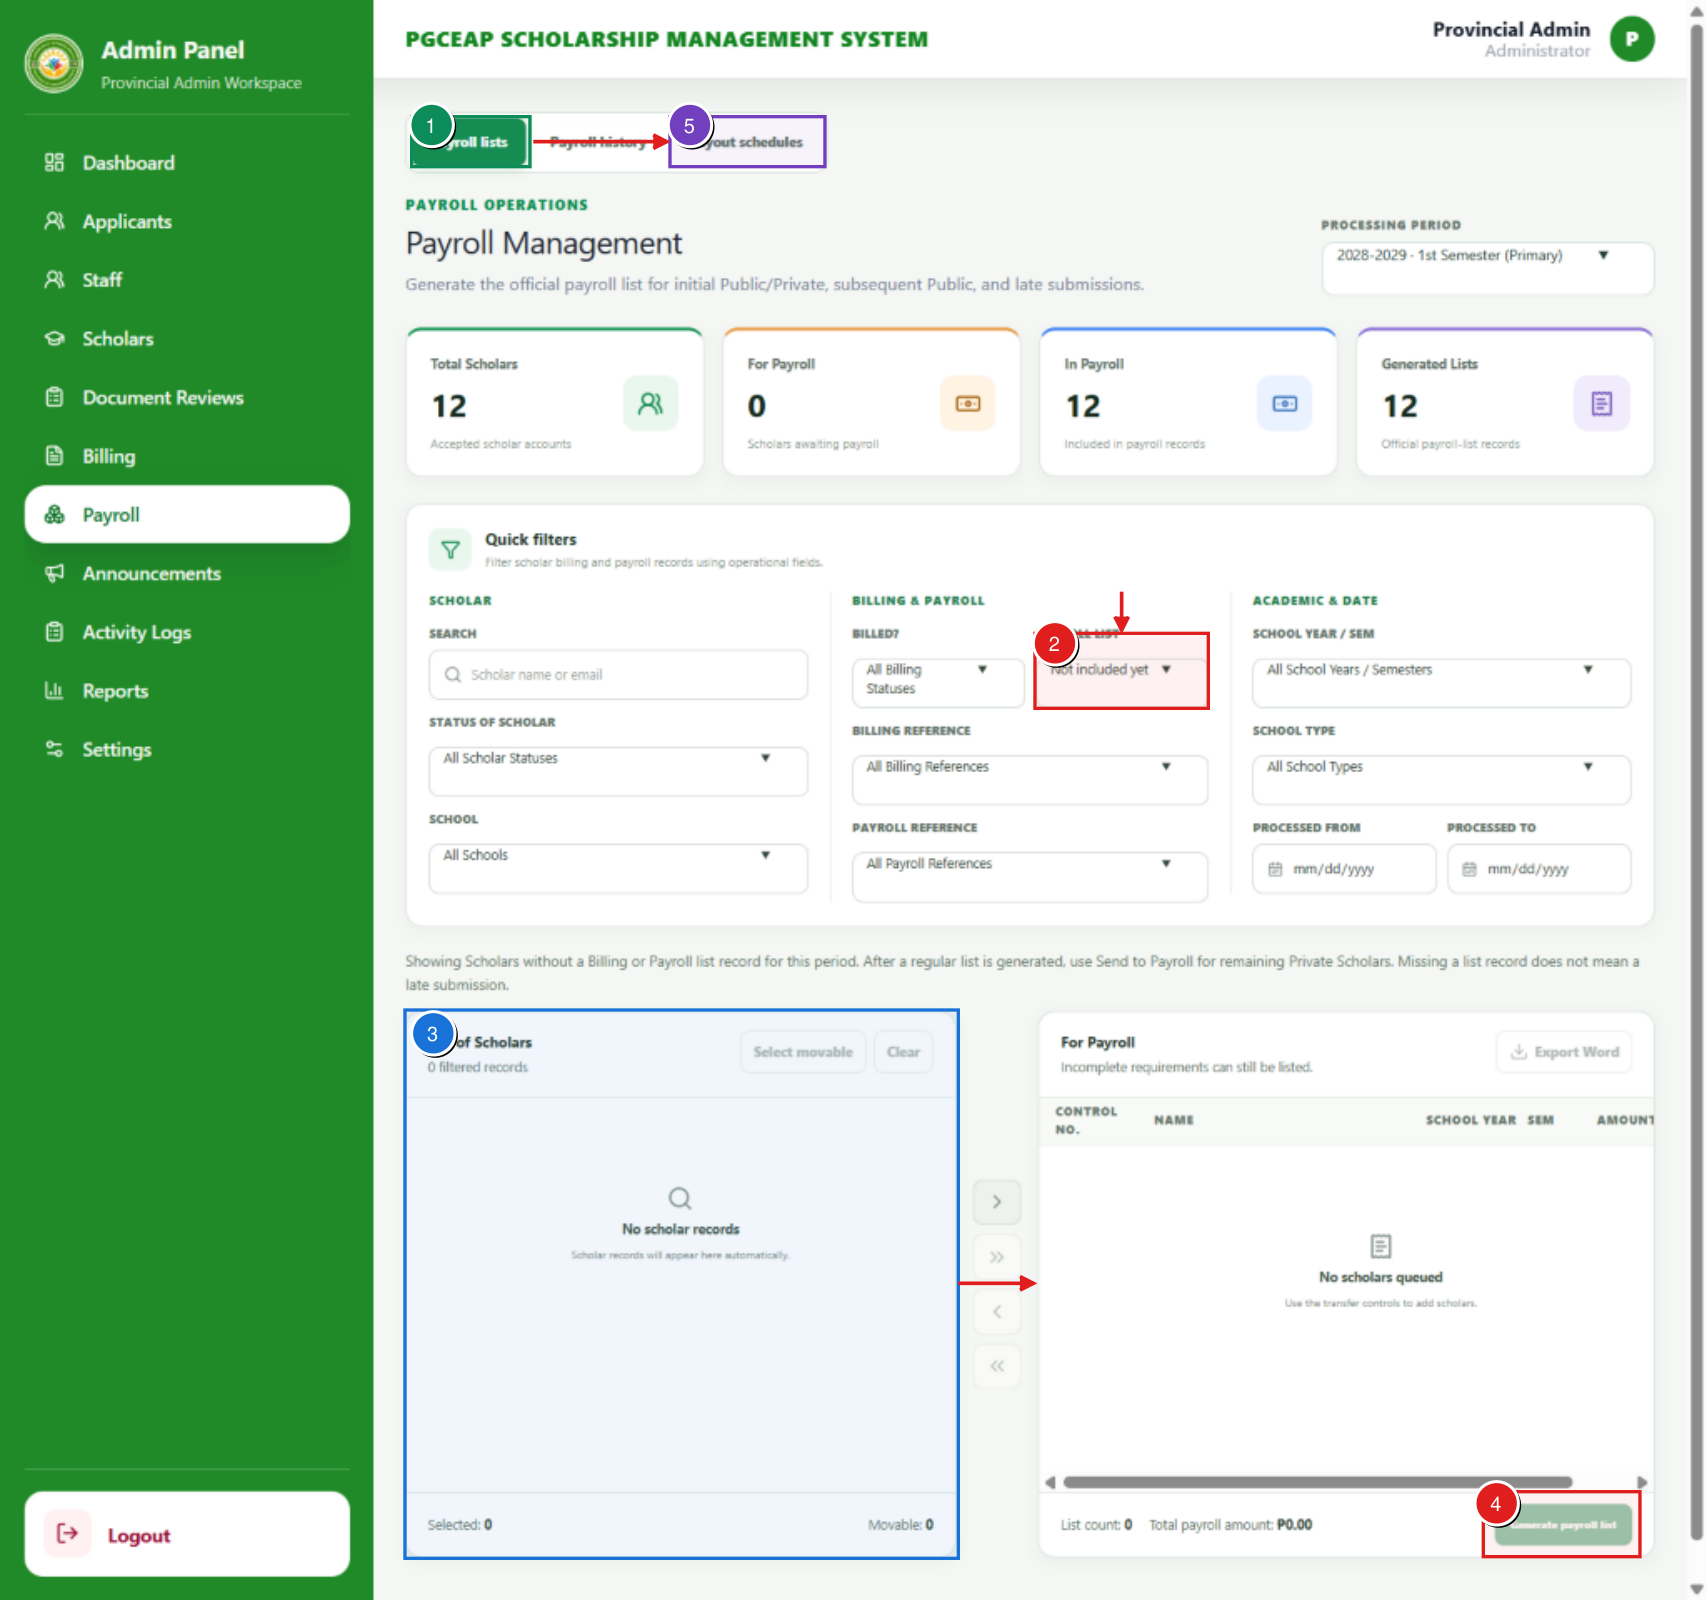 Admin Panel
Provincial Admin Workspace
Dashboard
Applicants
Staff
Scholars
Document Reviews
Billing
Payroll
Announcements
Activity Logs
Reports
Settings
Logout
PGCEAP SCHOLARSHIP MANAGEMENT SYSTEM
Provincial Admin
Administrator
P
1
roll lists
Payroll history
5
out schedules
PAYROLL OPERATIONS
Payroll Management
Generate the official payroll list for initial Public/Private, subsequent Public, and late submissions.
PROCESSING PERIOD
2028-2029 · 1st Semester (Primary)
Total Scholars
12
Accepted scholar accounts
For Payroll
0
Scholars awaiting payroll
In Payroll
12
Included in payroll records
Generated Lists
12
Official payroll-list records
Quick filters
Filter scholar billing and payroll records using operational fields.
SCHOLAR
SEARCH
Scholar name or email
STATUS OF SCHOLAR
All Scholar Statuses
SCHOOL
All Schools
BILLING & PAYROLL
BILLED?
All Billing
Statuses
2
LL LIST
Not included yet
BILLING REFERENCE
All Billing References
PAYROLL REFERENCE
All Payroll References
ACADEMIC & DATE
SCHOOL YEAR / SEM
All School Years / Semesters
SCHOOL TYPE
All School Types
PROCESSED FROM
mm/dd/yyyy
PROCESSED TO
mm/dd/yyyy
Showing Scholars without a Billing or Payroll list record for this period. After a regular list is generated, use Send to Payroll for remaining Private Scholars. Missing a list record does not mean a
late submission.
3
of Scholars
0 filtered records
Select movable
Clear
No scholar records
Scholar records will appear here automatically.
Selected: 0
Movable: 0
For Payroll
Incomplete requirements can still be listed.
Export Word
CONTROL
NO.
NAME
SCHOOL YEAR
SEM
AMOUNT
No scholars queued
Use the transfer controls to add scholars.
List count: 0
Total payroll amount: ₱0.00
4
Generate payroll list